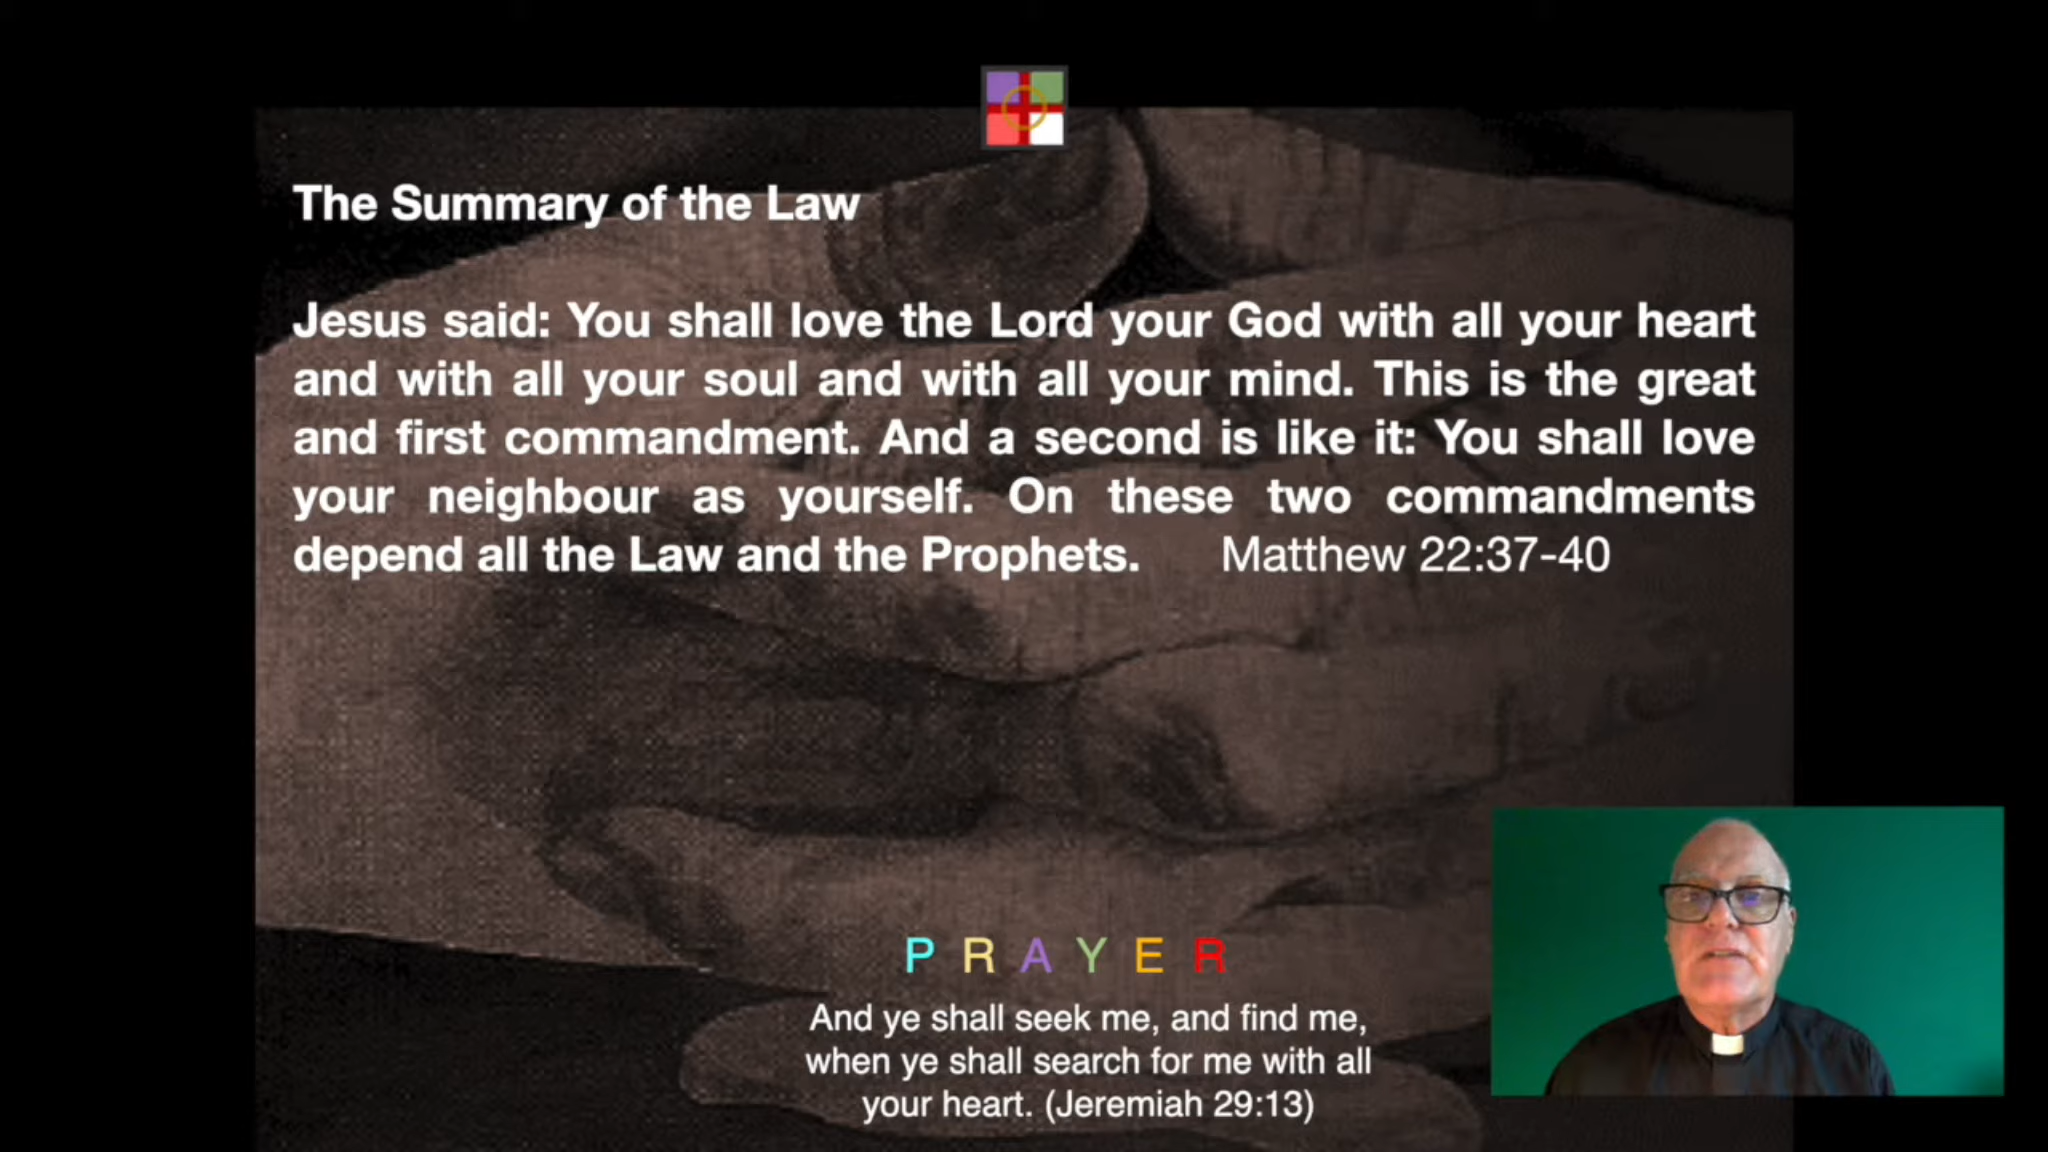 The Summary of the Law
Jesus said: You shall love the Lord your God with all your heart
and with all your soul and with all your mind. This is the great
and first commandment. And a second is like it: You shall love
your neighbour as yourself. On these two commandments
depend all the Law and the Prophets. Matthew 22:37-40
P R A Y E R
And ye shall seek me, and find me,
when ye shall search for me with all
your heart. (Jeremiah 29:13)